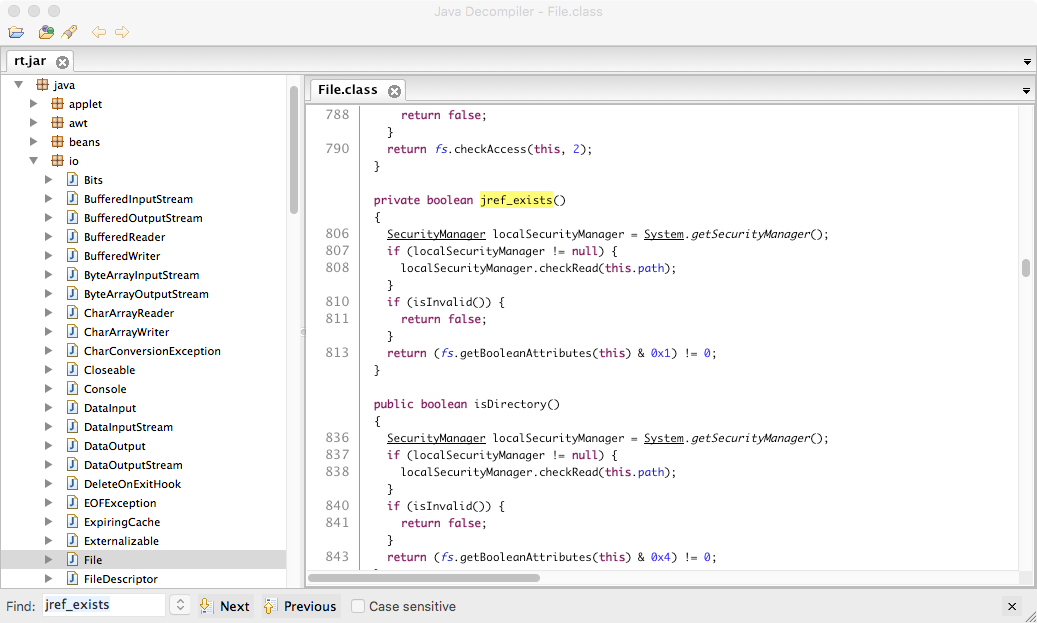 Java Decompiler - File.class
rt.jar
java
applet
awt
beans
io
Bits
BufferedInputStream
BufferedOutputStream
BufferedReader
BufferedWriter
ByteArrayInputStream
ByteArrayOutputStream
CharArrayReader
CharArrayWriter
CharConversionException
Closeable
Console
DataInput
DataInputStream
DataOutput
DataOutputStream
DeleteOnExitHook
EOFException
ExpiringCache
Externalizable
File
FileDescriptor
File.class
788 return false;
}
790 return fs.checkAccess(this, 2);
}
private boolean jref_exists()
{
806 SecurityManager localSecurityManager = System.getSecurityManager();
807 if (localSecurityManager != null) {
808 localSecurityManager.checkRead(this.path);
}
810 if (isInvalid()) {
811 return false;
}
813 return (fs.getBooleanAttributes(this) & 0x1) != 0;
}
public boolean isDirectory()
{
836 SecurityManager localSecurityManager = System.getSecurityManager();
837 if (localSecurityManager != null) {
838 localSecurityManager.checkRead(this.path);
}
840 if (isInvalid()) {
841 return false;
}
843 return (fs.getBooleanAttributes(this) & 0x4) != 0;
Find: jref_exists Next Previous Case sensitive